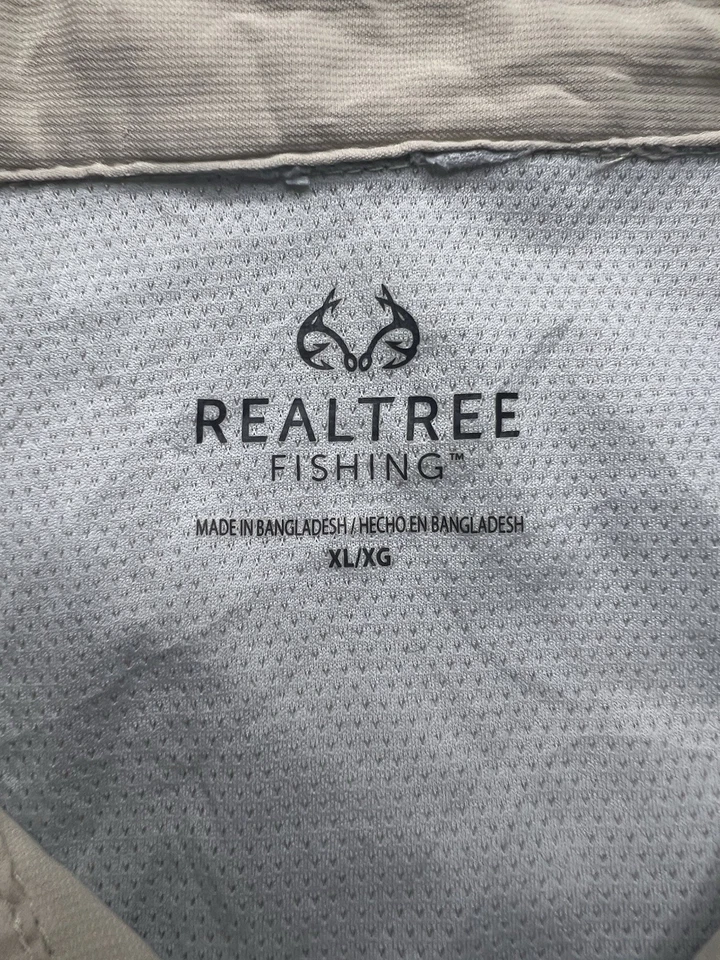 REALTREE
FISHING™
MADE IN BANGLADESH / HECHO EN BANGLADESH
XL/XG